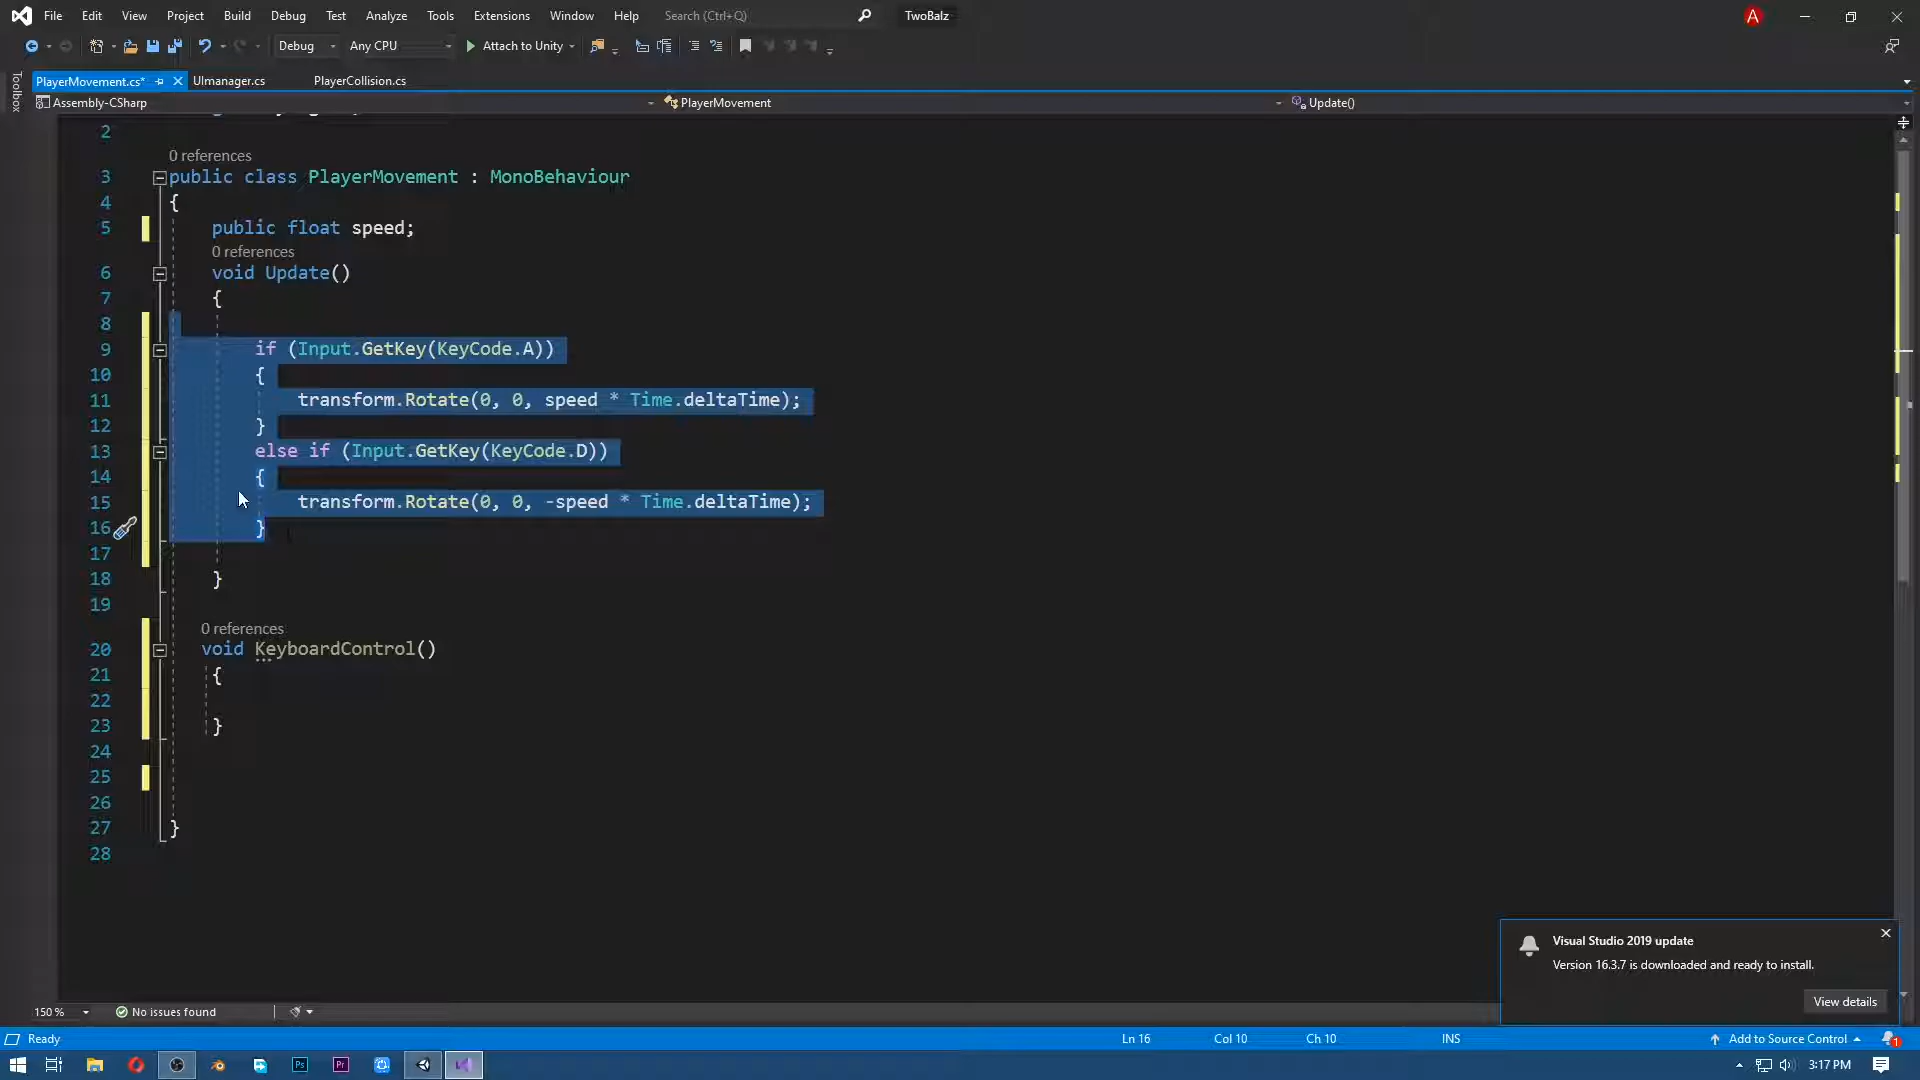 File Edit View Project Build Debug Test Analyze Tools Extensions Window Help Search (Ctrl+Q) TwoBalz A
Debug Any CPU Attach to Unity
Toolbox
PlayerMovement.cs* UImanager.cs PlayerCollision.cs
Assembly-CSharp PlayerMovement Update()
2
0 references
3 public class PlayerMovement : MonoBehaviour
4 {
5 public float speed;
0 references
6 void Update()
7 {
8
9 if (Input.GetKey(KeyCode.A))
10 {
11 transform.Rotate(0, 0, speed * Time.deltaTime);
12 }
13 else if (Input.GetKey(KeyCode.D))
14 {
15 transform.Rotate(0, 0, -speed * Time.deltaTime);
16 }
17
18 }
19
0 references
20 void KeyboardControl()
21 {
22
23 }
24
25
26
27 }
28
Visual Studio 2019 update
Version 16.3.7 is downloaded and ready to install.
View details
150 % No issues found
Ready Ln 16 Col 10 Ch 10 INS Add to Source Control 1
Ps Pr 3:17 PM